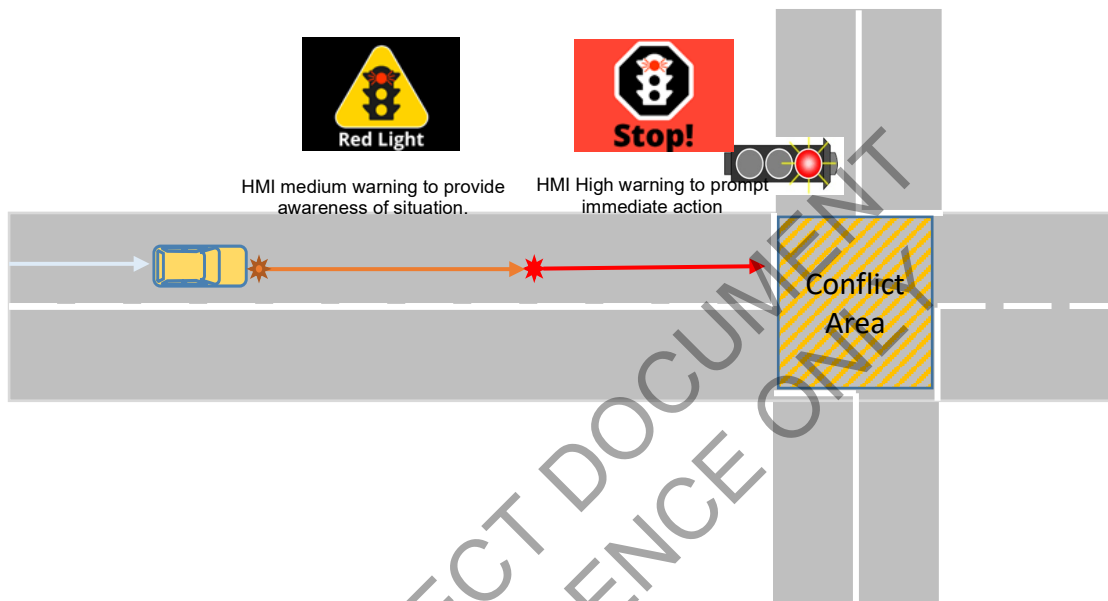 Red Light
Stop!
HMI medium warning to provide
awareness of situation.
HMI High warning to prompt
immediate action
Conflict
Area
ECT DOCUMENT
ENCE ONLY